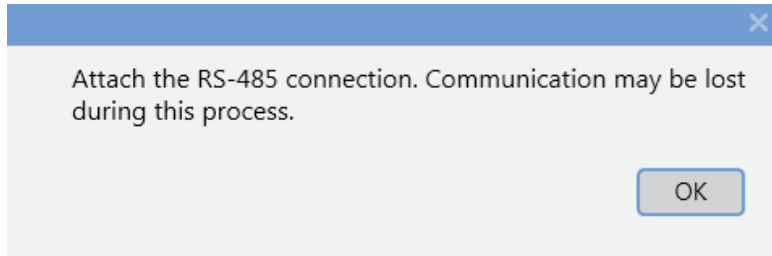 Attach the RS-485 connection. Communication may be lost
during this process.
OK